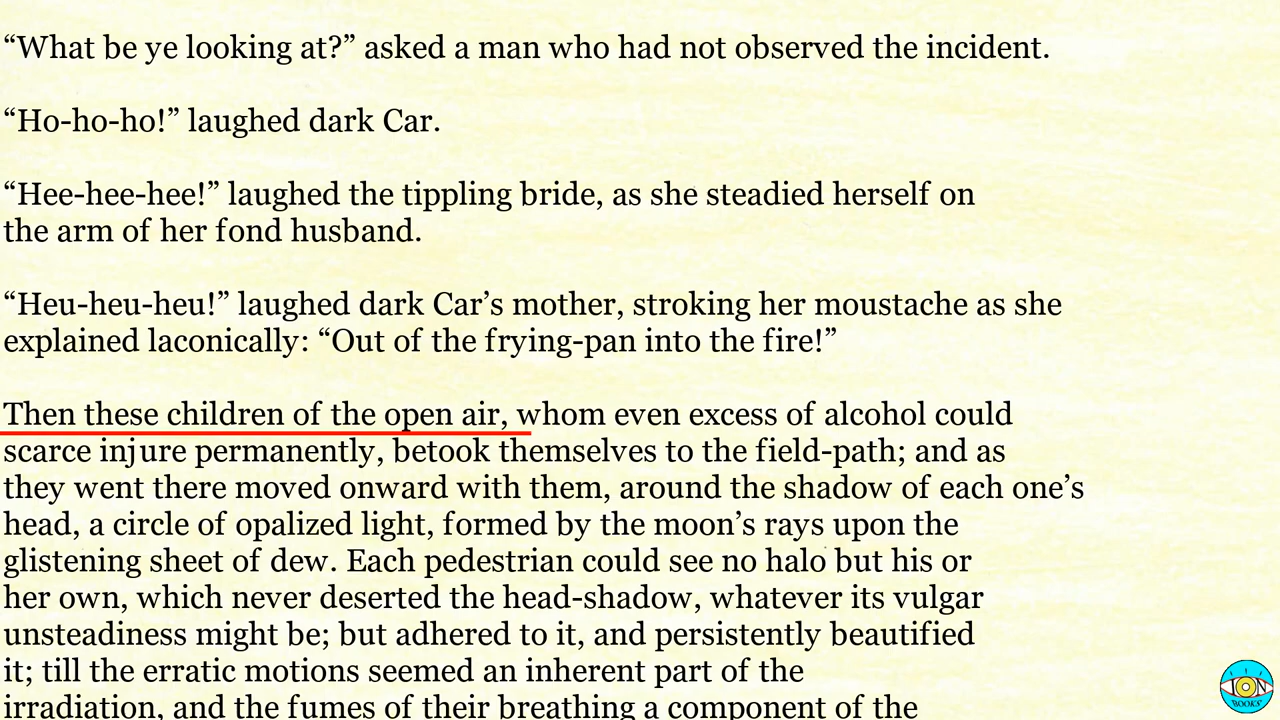 “What be ye looking at?” asked a man who had not observed the incident.
“Ho-ho-ho!” laughed dark Car.
“Hee-hee-hee!” laughed the tippling bride, as she steadied herself on
the arm of her fond husband.
“Heu-heu-heu!” laughed dark Car’s mother, stroking her moustache as she
explained laconically: “Out of the frying-pan into the fire!”
Then these children of the open air, whom even excess of alcohol could
scarce injure permanently, betook themselves to the field-path; and as
they went there moved onward with them, around the shadow of each one’s
head, a circle of opalized light, formed by the moon’s rays upon the
glistening sheet of dew. Each pedestrian could see no halo but his or
her own, which never deserted the head-shadow, whatever its vulgar
unsteadiness might be; but adhered to it, and persistently beautified
it; till the erratic motions seemed an inherent part of the
irradiation, and the fumes of their breathing a component of the
ION
BOOKS